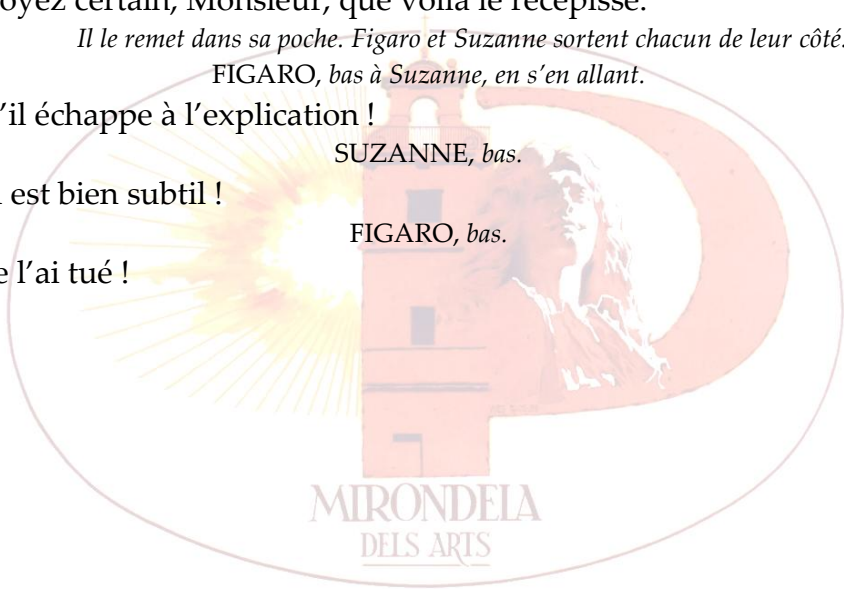 oyez certain, Monsieur, que voilà le récépissé.
Il le remet dans sa poche. Figaro et Suzanne sortent chacun de leur côté.
FIGARO, bas à Suzanne, en s'en allant.
’il échappe à l’explication !
SUZANNE, bas.
est bien subtil !
FIGARO, bas.
e l’ai tué !
MIRONDELA
DELS ARTS